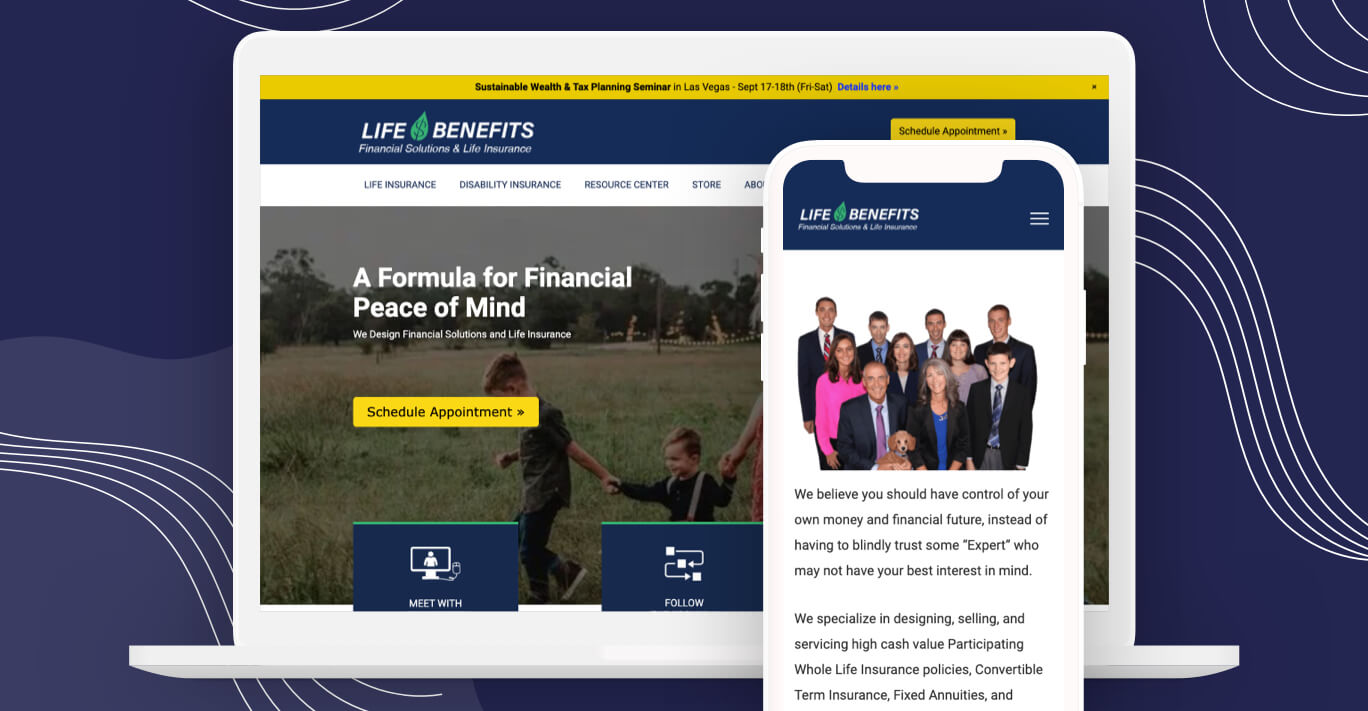 Sustainable Wealth & Tax Planning Seminar in Las Vegas - Sept 17-18th (Fri-Sat) Details here »
×
LIFE BENEFITS
Financial Solutions & Life Insurance
Schedule Appointment »
LIFE INSURANCE DISABILITY INSURANCE RESOURCE CENTER STORE ABO
A Formula for Financial
Peace of Mind
We Design Financial Solutions and Life Insurance
Schedule Appointment »
MEET WITH
FOLLOW
LIFE BENEFITS
Financial Solutions & Life Insurance
We believe you should have control of your
own money and financial future, instead of
having to blindly trust some “Expert” who
may not have your best interest in mind.
We specialize in designing, selling, and
servicing high cash value Participating
Whole Life Insurance policies, Convertible
Term Insurance, Fixed Annuities, and